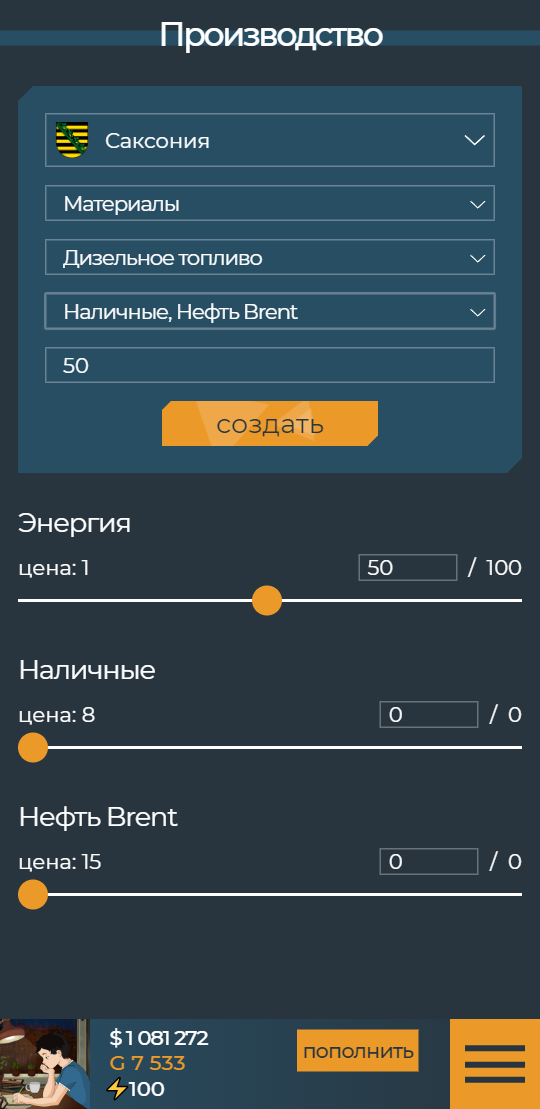 Производство
Саксония
Материалы
Дизельное топливо
Наличные, Нефть Brent
50
создать
Энергия
цена: 1 50 / 100
Наличные
цена: 8 0 / 0
Нефть Brent
цена: 15 0 / 0
$ 1 081 272
G 7 533
100
пополнить